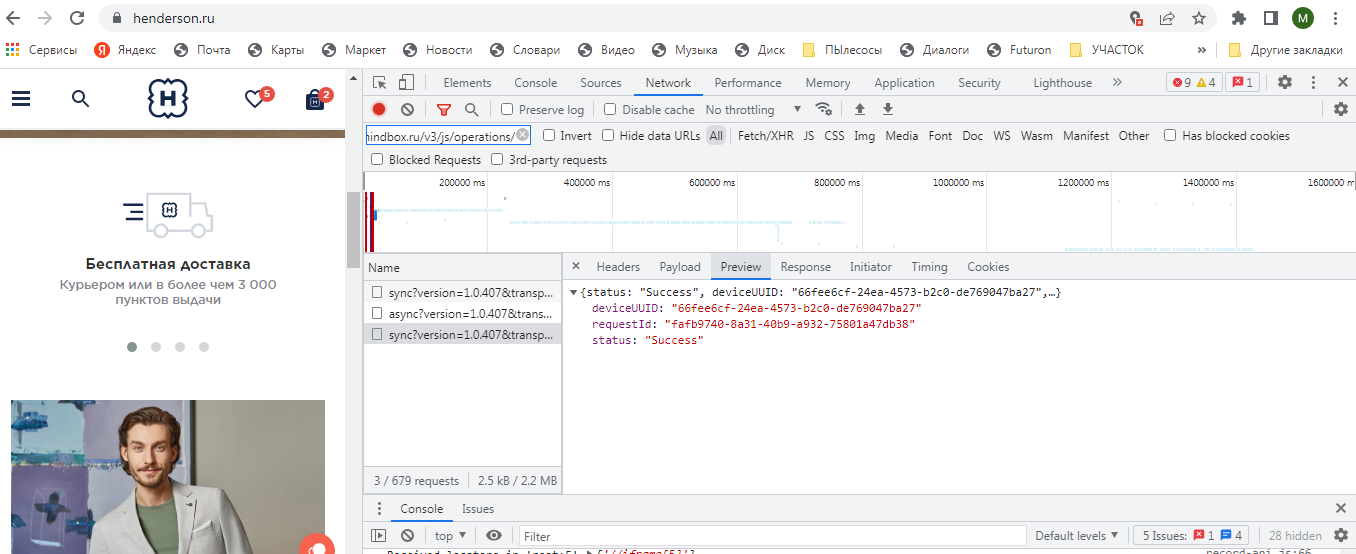 henderson.ru
M
Сервисы Яндекс Почта Карты Маркет Новости Словари Видео Музыка Диск ПЫлесосы Диалоги Futuron УЧАСТОК » Другие закладки
H 5 2
Elements Console Sources Network Performance Memory Application Security Lighthouse » 9 4 1
Preserve log Disable cache No throttling
nindbox.ru/v3/js/operations/ Invert Hide data URLs All Fetch/XHR JS CSS Img Media Font Doc WS Wasm Manifest Other Has blocked cookies
Blocked Requests 3rd-party requests
200000 ms 400000 ms 600000 ms 800000 ms 1000000 ms 1200000 ms 1400000 ms 1600000 m
Бесплатная доставка
Курьером или в более чем 3 000
пунктов выдачи
Name
sync?version=1.0.407&transp...
async?version=1.0.407&trans...
sync?version=1.0.407&transp...
3 / 679 requests 2.5 kB / 2.2 MB
Headers Payload Preview Response Initiator Timing Cookies
{status: "Success", deviceUUID: "66fee6cf-24ea-4573-b2c0-de769047ba27",…}
deviceUUID: "66fee6cf-24ea-4573-b2c0-de769047ba27"
requestId: "fafb9740-8a31-40b9-a932-75801a47db38"
status: "Success"
Console Issues
top Filter Default levels 5 Issues: 1 4 28 hidden